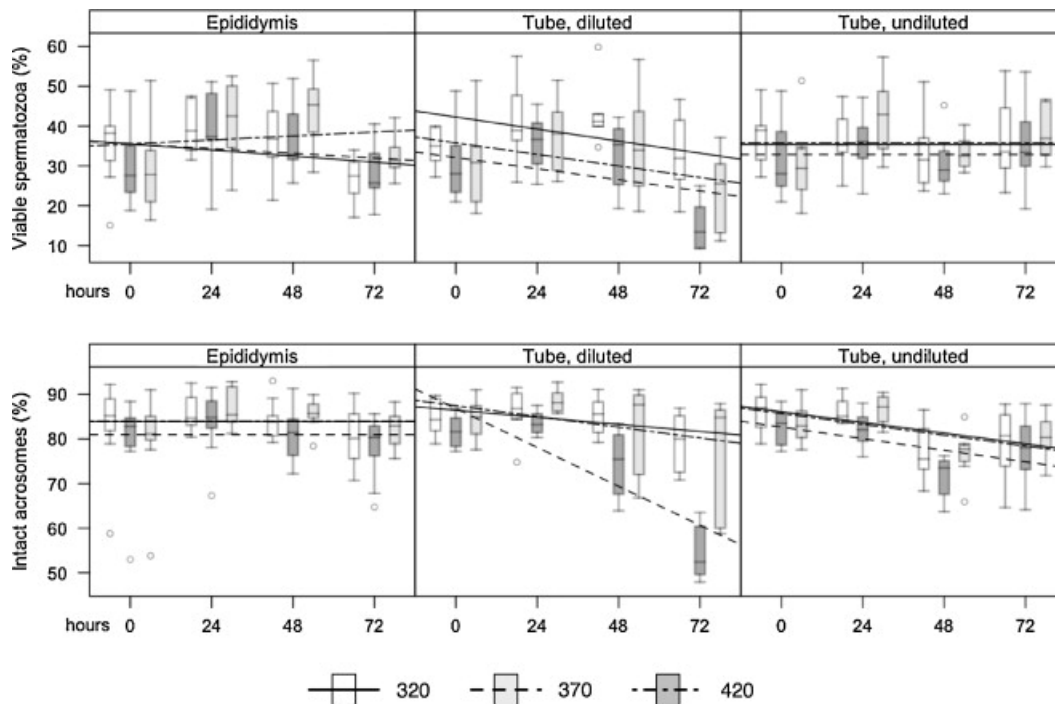 Epididymis Tube, diluted Tube, undiluted
Viable spermatozoa (%)
60
50
40
30
20
10
hours 0 24 48 72 0 24 48 72 0 24 48 72
Epididymis Tube, diluted Tube, undiluted
Intact acrosomes (%)
90
80
70
60
50
hours 0 24 48 72 0 24 48 72 0 24 48 72
320 370 420